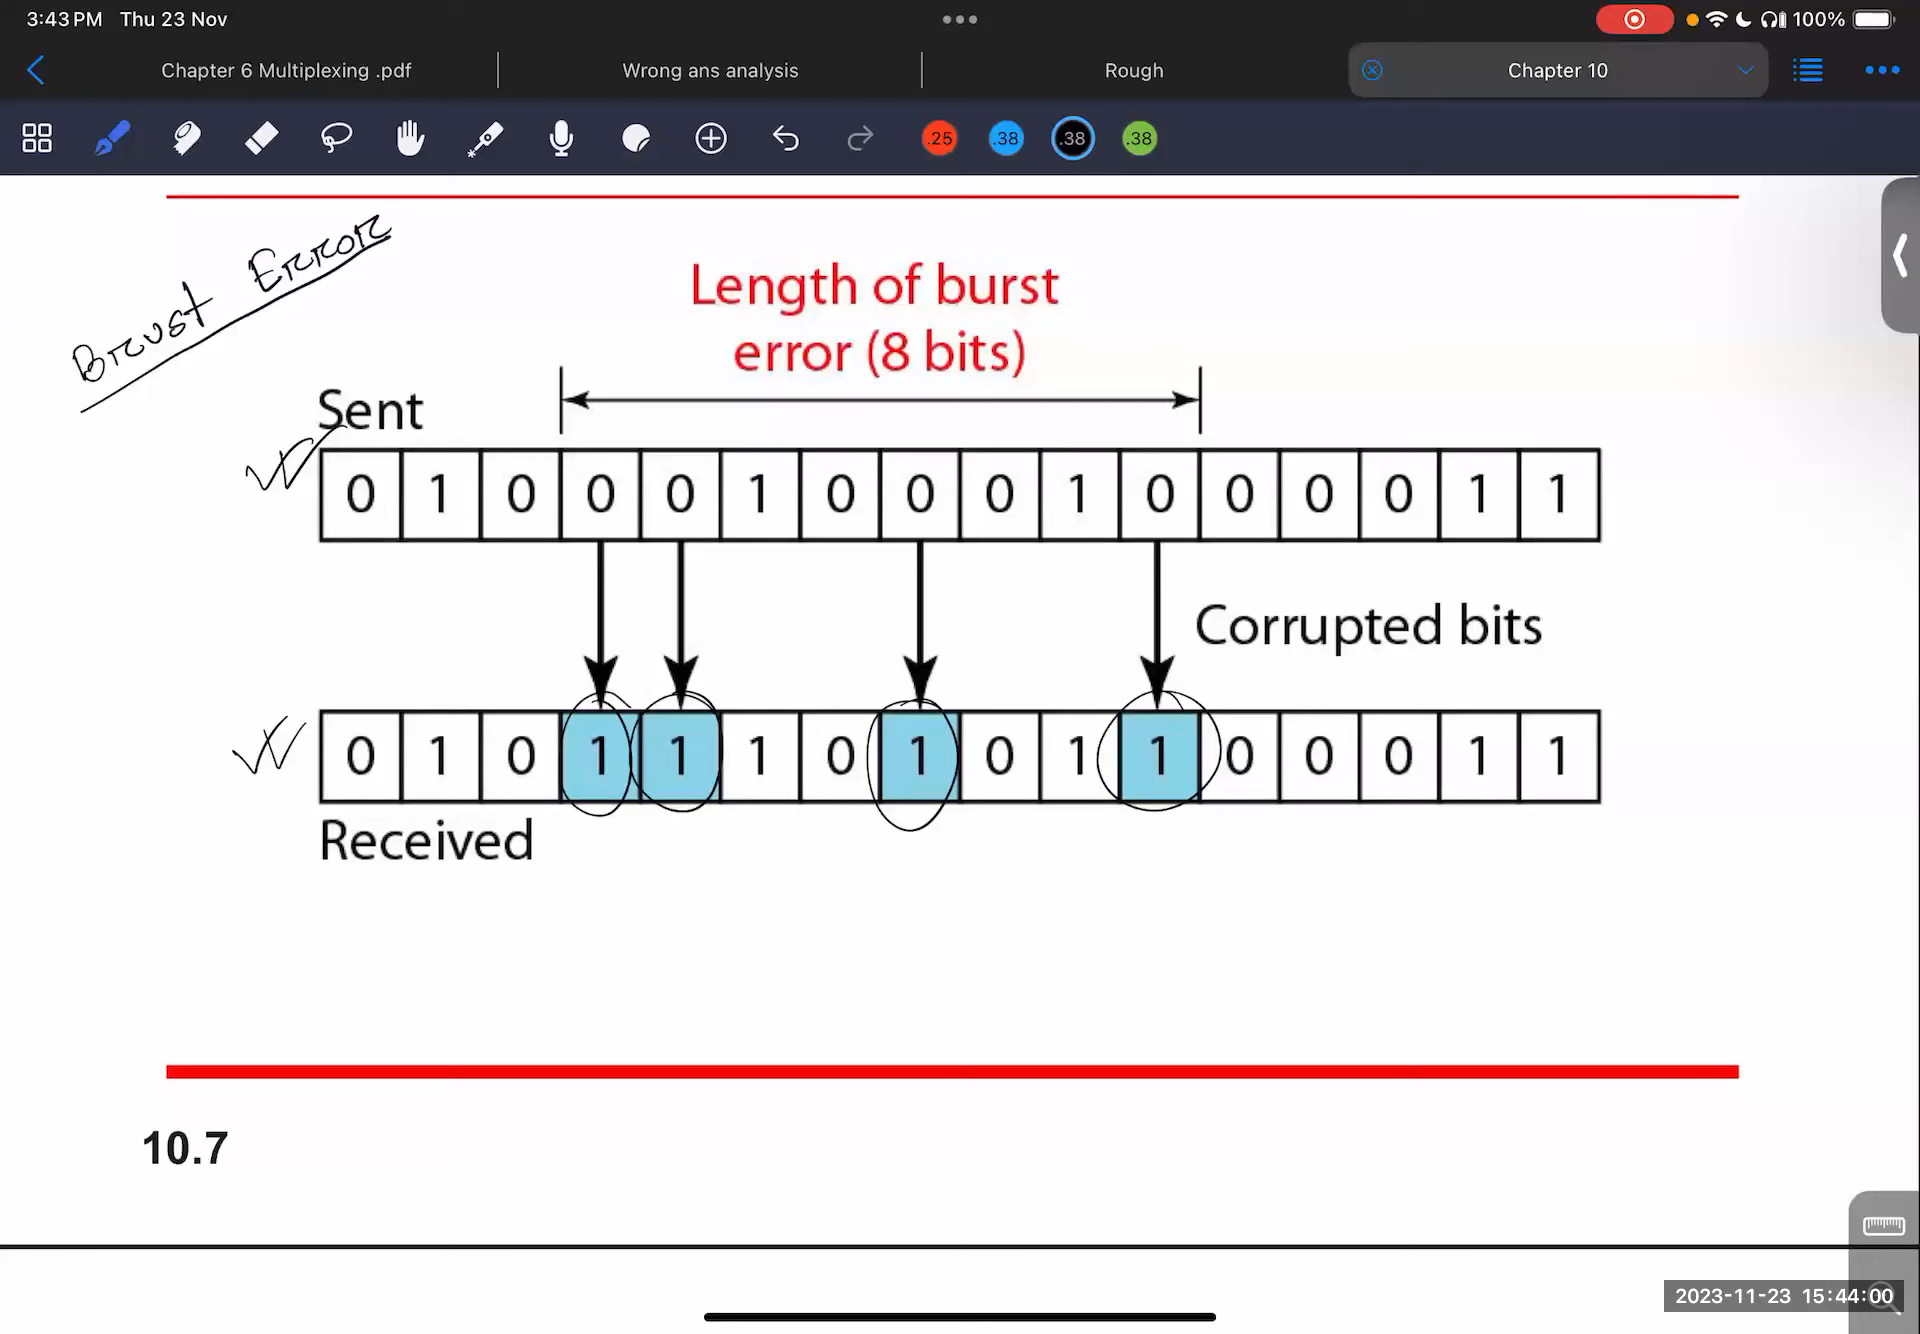 3:43 PM Thu 23 Nov
100%
Chapter 6 Multiplexing .pdf
Wrong ans analysis
Rough
Chapter 10
.25
.38
.38
.38
Brust Error
Length of burst
error (8 bits)
Sent
0 1 0 0 0 1 0 0 0 1 0 0 0 0 1 1
Corrupted bits
0 1 0 1 1 1 0 1 0 1 1 0 0 0 1 1
Received
10.7
2023-11-23 15:44:00